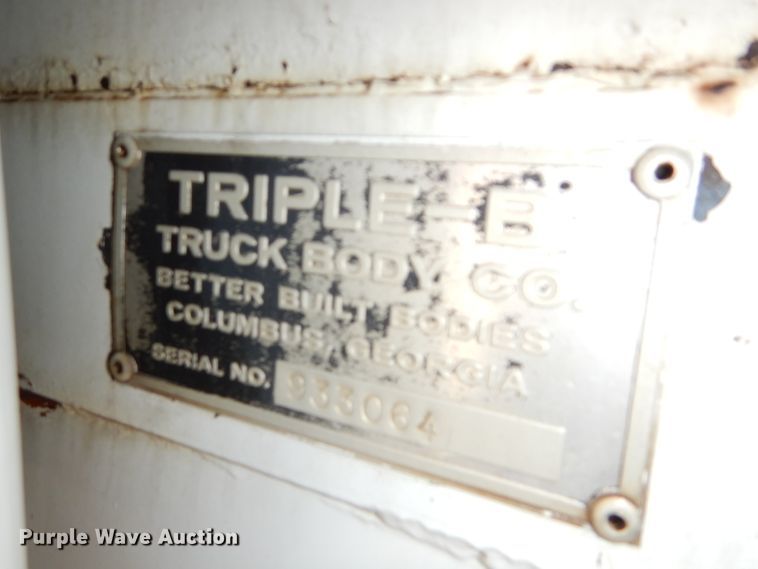 TRIPLE-B
TRUCK BODY CO.
BETTER BUILT BODIES
COLUMBUS, GEORGIA
SERIAL NO. 933064
Purple Wave Auction